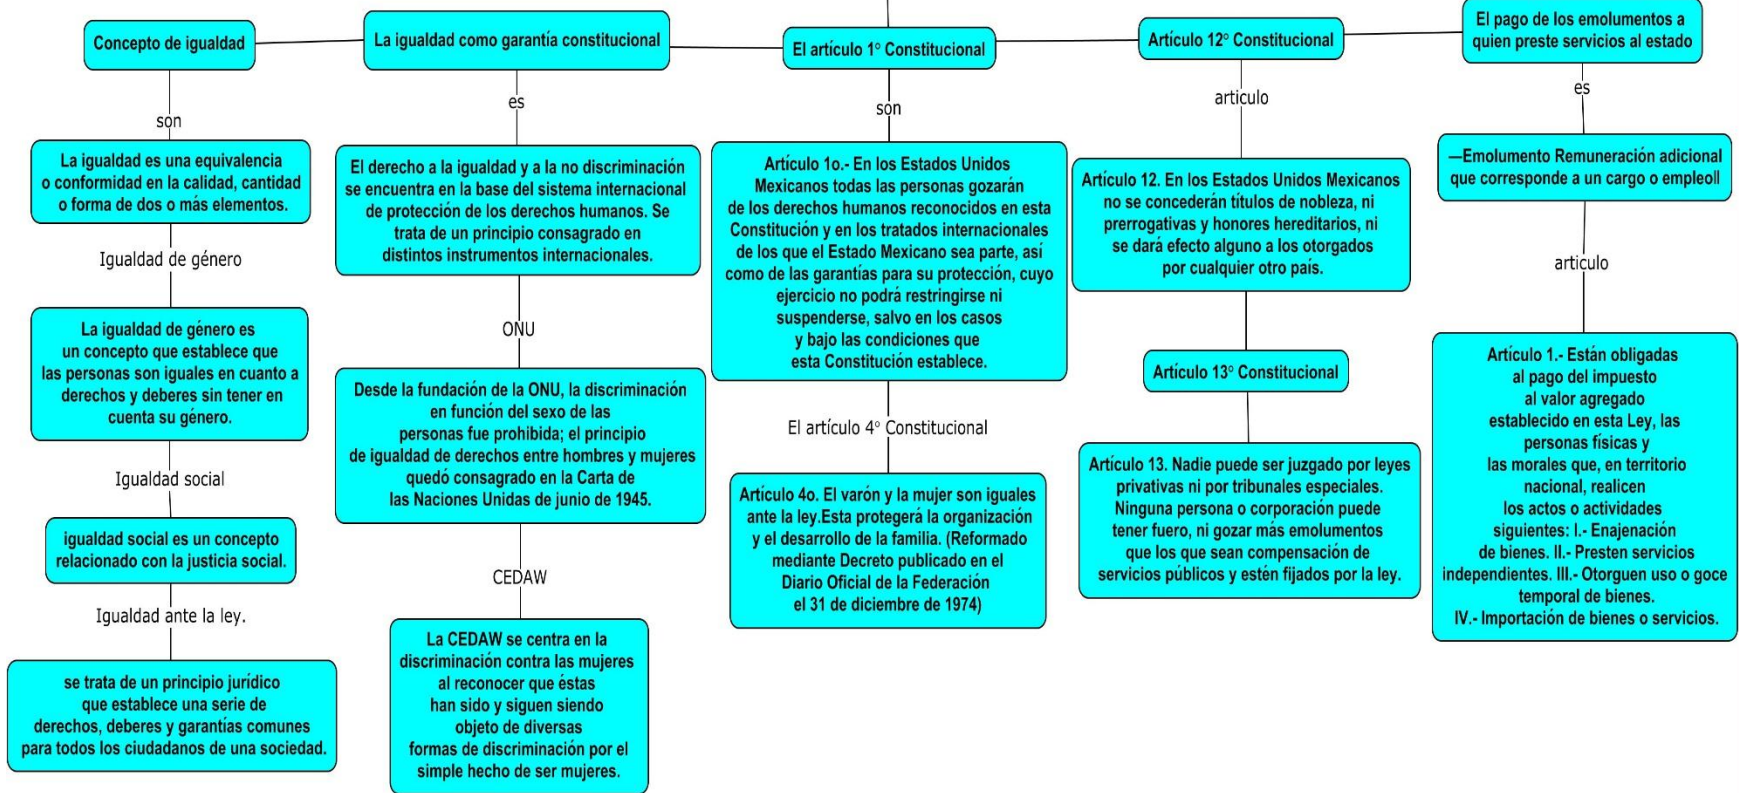 Concepto de igualdad
son
La igualdad es una equivalencia
o conformidad en la calidad, cantidad
o forma de dos o más elementos.
Igualdad de género
La igualdad de género es
un concepto que establece que
las personas son iguales en cuanto a
derechos y deberes sin tener en
cuenta su género.
Igualdad social
igualdad social es un concepto
relacionado con la justicia social.
Igualdad ante la ley.
se trata de un principio jurídico
que establece una serie de
derechos, deberes y garantías comunes
para todos los ciudadanos de una sociedad.
La igualdad como garantía constitucional
es
El derecho a la igualdad y a la no discriminación
se encuentra en la base del sistema internacional
de protección de los derechos humanos. Se
trata de un principio consagrado en
distintos instrumentos internacionales.
ONU
Desde la fundación de la ONU, la discriminación
en función del sexo de las
personas fue prohibida; el principio
de igualdad de derechos entre hombres y mujeres
quedó consagrado en la Carta de
las Naciones Unidas de junio de 1945.
CEDAW
La CEDAW se centra en la
discriminación contra las mujeres
al reconocer que éstas
han sido y siguen siendo
objeto de diversas
formas de discriminación por el
simple hecho de ser mujeres.
El artículo 1° Constitucional
son
Artículo 1o.- En los Estados Unidos
Mexicanos todas las personas gozarán
de los derechos humanos reconocidos en esta
Constitución y en los tratados internacionales
de los que el Estado Mexicano sea parte, así
como de las garantías para su protección, cuyo
ejercicio no podrá restringirse ni
suspenderse, salvo en los casos
y bajo las condiciones que
esta Constitución establece.
El artículo 4° Constitucional
Artículo 4o. El varón y la mujer son iguales
ante la ley.Esta protegerá la organización
y el desarrollo de la familia. (Reformado
mediante Decreto publicado en el
Diario Oficial de la Federación
el 31 de diciembre de 1974)
Artículo 12° Constitucional
articulo
Artículo 12. En los Estados Unidos Mexicanos
no se concederán títulos de nobleza, ni
prerrogativas y honores hereditarios, ni
se dará efecto alguno a los otorgados
por cualquier otro país.
Artículo 13° Constitucional
Artículo 13. Nadie puede ser juzgado por leyes
privativas ni por tribunales especiales.
Ninguna persona o corporación puede
tener fuero, ni gozar más emolumentos
que los que sean compensación de
servicios públicos y estén fijados por la ley.
El pago de los emolumentos a
quien preste servicios al estado
es
―Emolumento Remuneración adicional
que corresponde a un cargo o empleo‖
articulo
Artículo 1.- Están obligadas
al pago del impuesto
al valor agregado
establecido en esta Ley, las
personas físicas y
las morales que, en territorio
nacional, realicen
los actos o actividades
siguientes: I.- Enajenación
de bienes. II.- Presten servicios
independientes. III.- Otorguen uso o goce
temporal de bienes.
IV.- Importación de bienes o servicios.